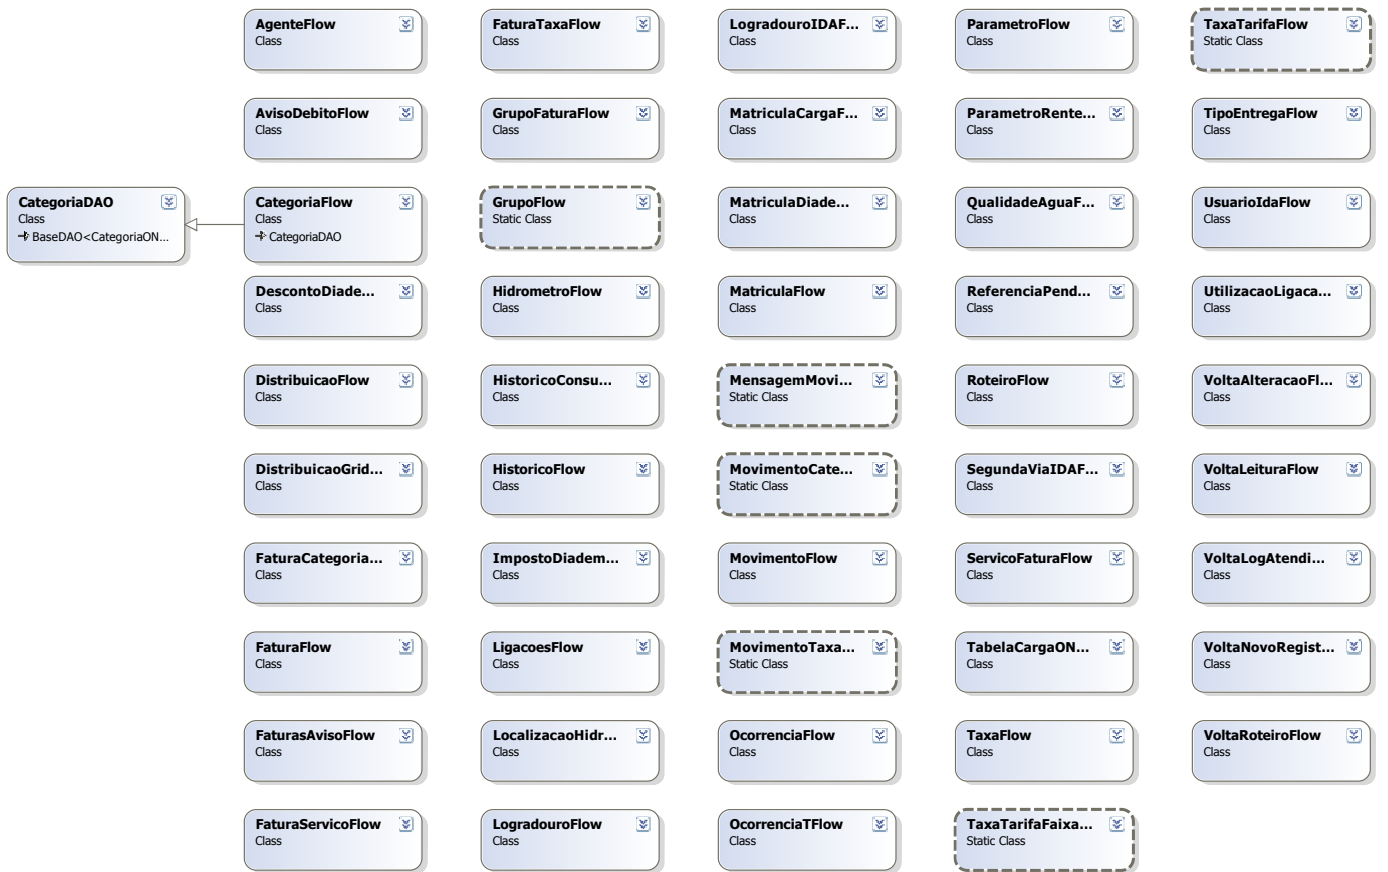 AgenteFlow
Class
FaturaTaxaFlow
Class
LogradouroIDAF...
Class
ParametroFlow
Class
TaxaTarifaFlow
Static Class
AvisoDebitoFlow
Class
GrupoFaturaFlow
Class
MatriculaCargaF...
Class
ParametroRente...
Class
TipoEntregaFlow
Class
CategoriaDAO
Class
BaseDAO<CategoriaON...
CategoriaFlow
Class
CategoriaDAO
GrupoFlow
Static Class
MatriculaDiade...
Class
QualidadeAguaF...
Class
UsuarioIdaFlow
Class
DescontoDiade...
Class
HidrometroFlow
Class
MatriculaFlow
Class
ReferenciaPend...
Class
UtilizacaoLigaca...
Class
DistribuicaoFlow
Class
HistoricoConsu...
Class
MensagemMovi...
Static Class
RoteiroFlow
Class
VoltaAlteracaoFl...
Class
DistribuicaoGrid...
Class
HistoricoFlow
Class
MovimentoCate...
Static Class
SegundaViaIDAF...
Class
VoltaLeituraFlow
Class
FaturaCategoria...
Class
ImpostoDiadem...
Class
MovimentoFlow
Class
ServicoFaturaFlow
Class
VoltaLogAtendi...
Class
FaturaFlow
Class
LigacoesFlow
Class
MovimentoTaxa...
Static Class
TabelaCargaON...
Class
VoltaNovoRegist...
Class
FaturasAvisoFlow
Class
LocalizacaoHidr...
Class
OcorrenciaFlow
Class
TaxaFlow
Class
VoltaRoteiroFlow
Class
FaturaServicoFlow
Class
LogradouroFlow
Class
OcorrenciaTFlow
Class
TaxaTarifaFaixa...
Static Class